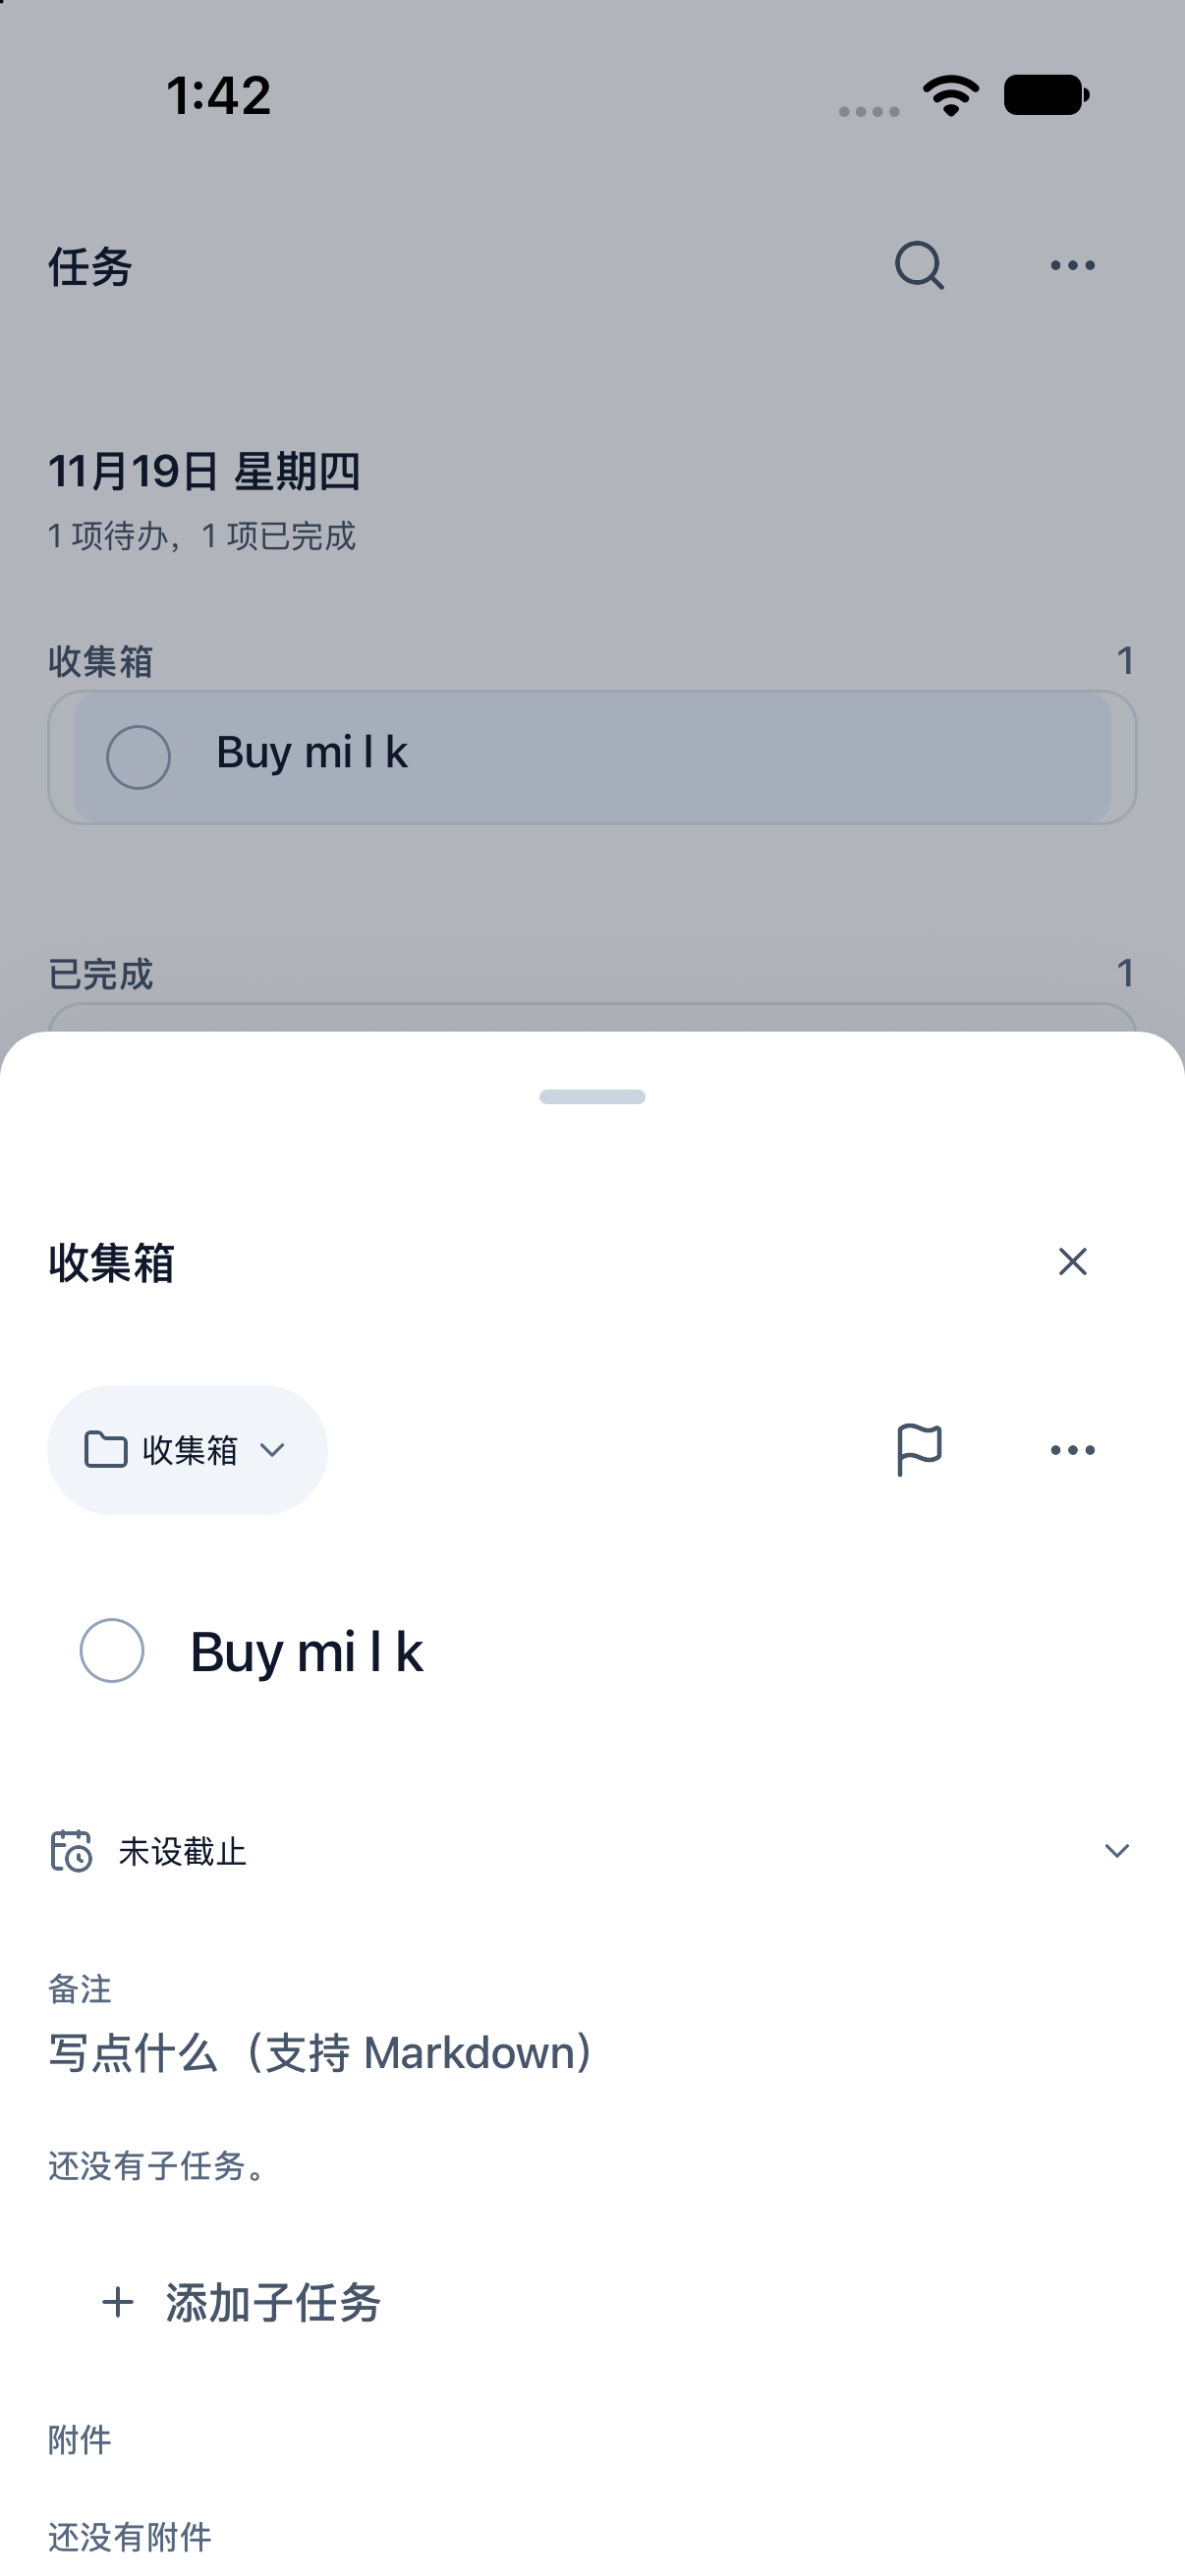 1:42
任务
11月19日 星期四
1 项待办，1 项已完成
收集箱 1
Buy mi l k
已完成 1
收集箱
收集箱
Buy mi l k
未设截止
备注
写点什么（支持 Markdown）
还没有子任务。
添加子任务
附件
还没有附件